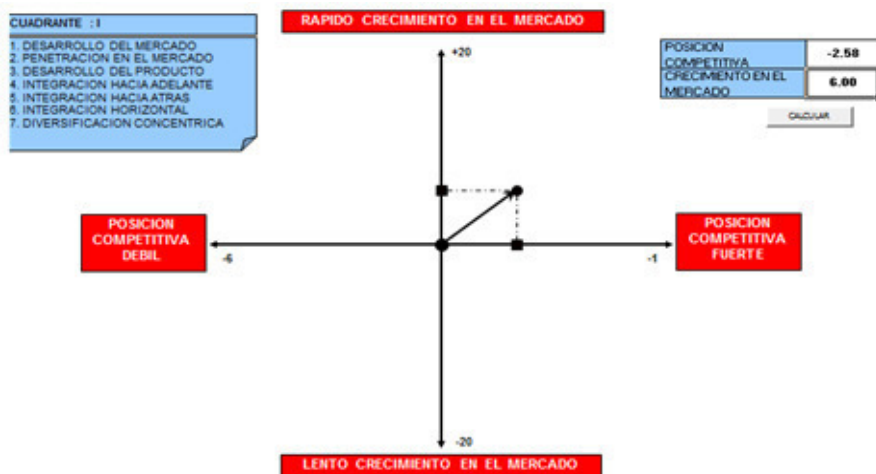 RAPIDO CRECIMIENTO EN EL MERCADO
CUADRANTE : I
1. DESARROLLO DEL MERCADO
2. PENETRACION EN EL MERCADO
3. DESARROLLO DEL PRODUCTO
4. INTEGRACION HACIA ADELANTE
5. INTEGRACION HACIA ATRAS
6. INTEGRACION HORIZONTAL
7. DIVERSIFICACION CONCENTRICA
+20
POSICION
COMPETITIVA
-2.58
CRECIMIENTO EN EL
MERCADO
6.00
CALCULAR
POSICION
COMPETITIVA
DEBIL
-6
-1
POSICION
COMPETITIVA
FUERTE
-20
LENTO CRECIMIENTO EN EL MERCADO